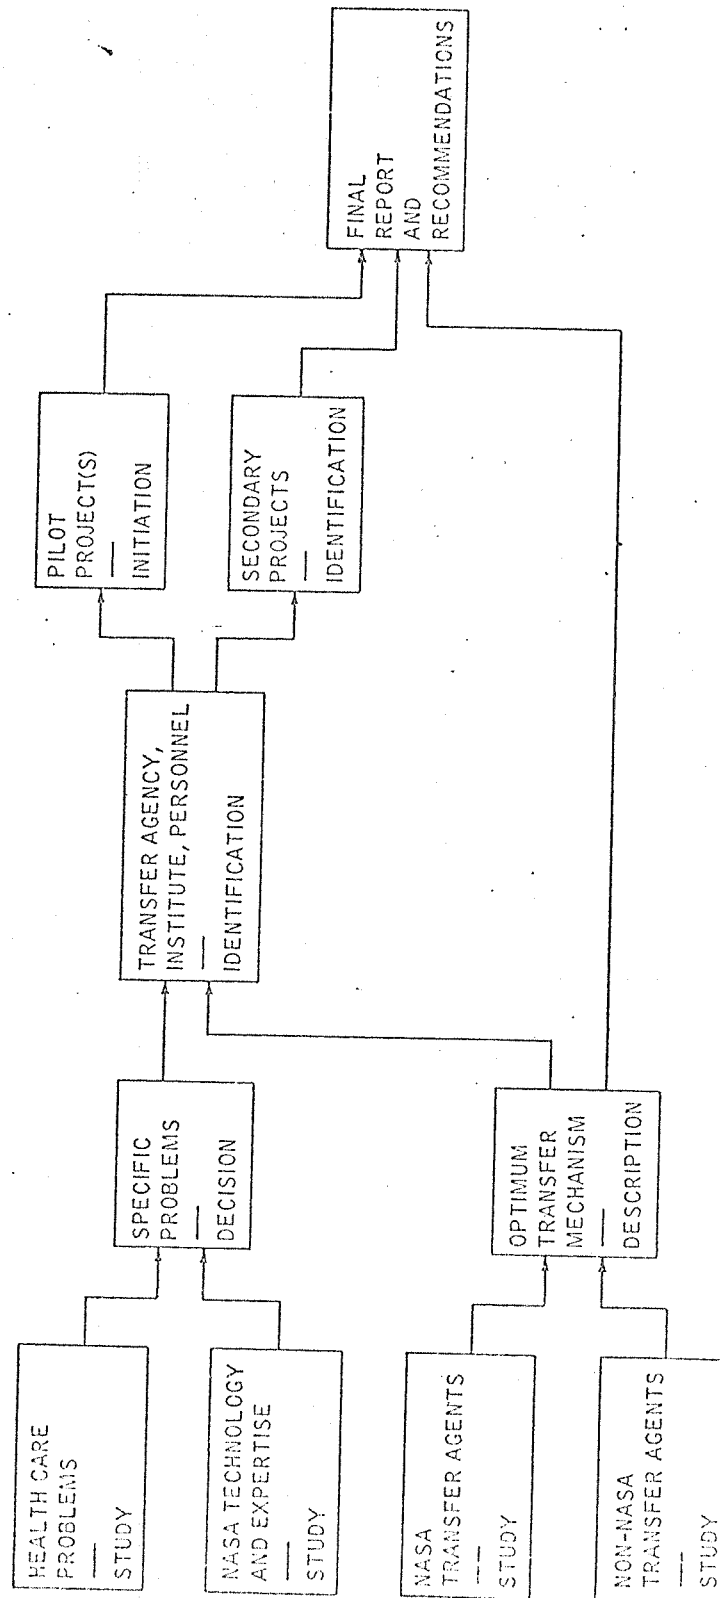 HEALTH CARE
PROBLEMS
—
STUDY
NASA TECHNOLOGY
AND EXPERTISE
—
STUDY
NASA
TRANSFER AGENTS
—
STUDY
NON-NASA
TRANSFER AGENTS
—
STUDY
SPECIFIC
PROBLEMS
—
DECISION
OPTIMUM
TRANSFER
MECHANISM
—
DESCRIPTION
TRANSFER AGENCY,
INSTITUTE, PERSONNEL
—
IDENTIFICATION
PILOT
PROJECT(S)
—
INITIATION
SECONDARY
PROJECTS
—
IDENTIFICATION
FINAL
REPORT
AND
RECOMMENDATIONS